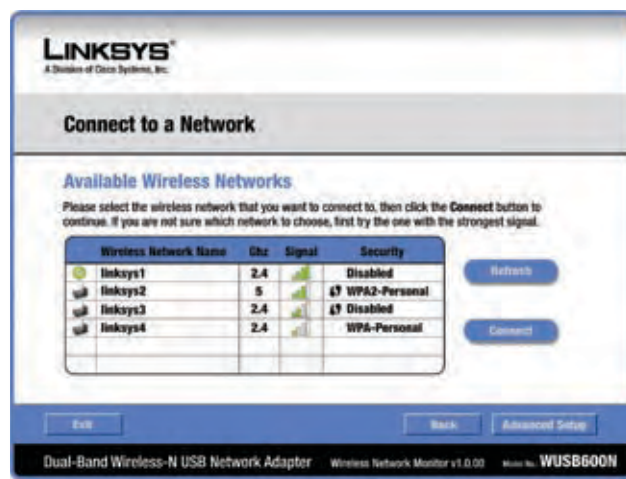 LINKSYS®
A Division of Cisco Systems, Inc.
Connect to a Network
Available Wireless Networks
Please select the wireless network that you want to connect to, then click the Connect button to
continue. If you are not sure which network to choose, first try the one with the strongest signal.
Wireless Network Name Ghz Signal Security
linksys1 2.4 Disabled
linksys2 5 WPA2-Personal
linksys3 2.4 Disabled
linksys4 2.4 WPA-Personal
Refresh
Connect
Exit Back Advanced Setup
Dual-Band Wireless-N USB Network Adapter Wireless Network Monitor v1.0.00 Model No. WUSB600N